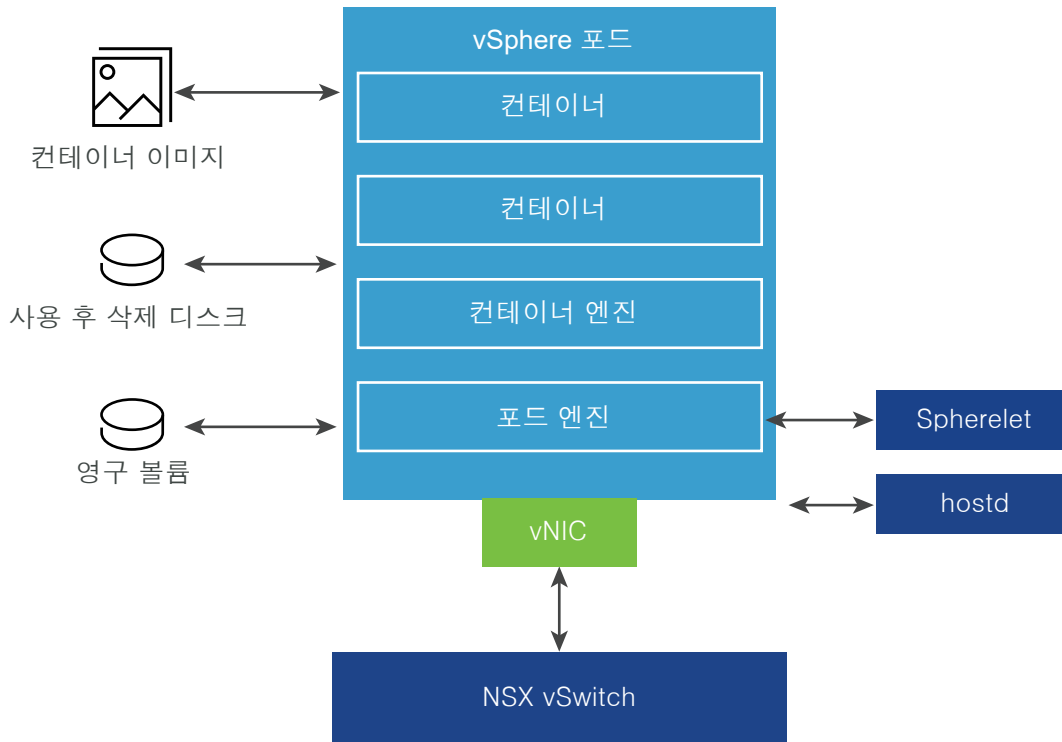 vSphere 포드
컨테이너
컨테이너 이미지
컨테이너
사용 후 삭제 디스크
컨테이너 엔진
포드 엔진
Spherelet
영구 볼륨
hostd
vNIC
NSX vSwitch